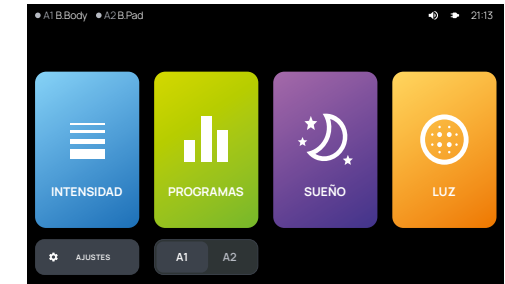 A1 B.Body A2 B.Pad 21:13
INTENSIDAD PROGRAMAS SUEÑO LUZ
AJUSTES A1 A2